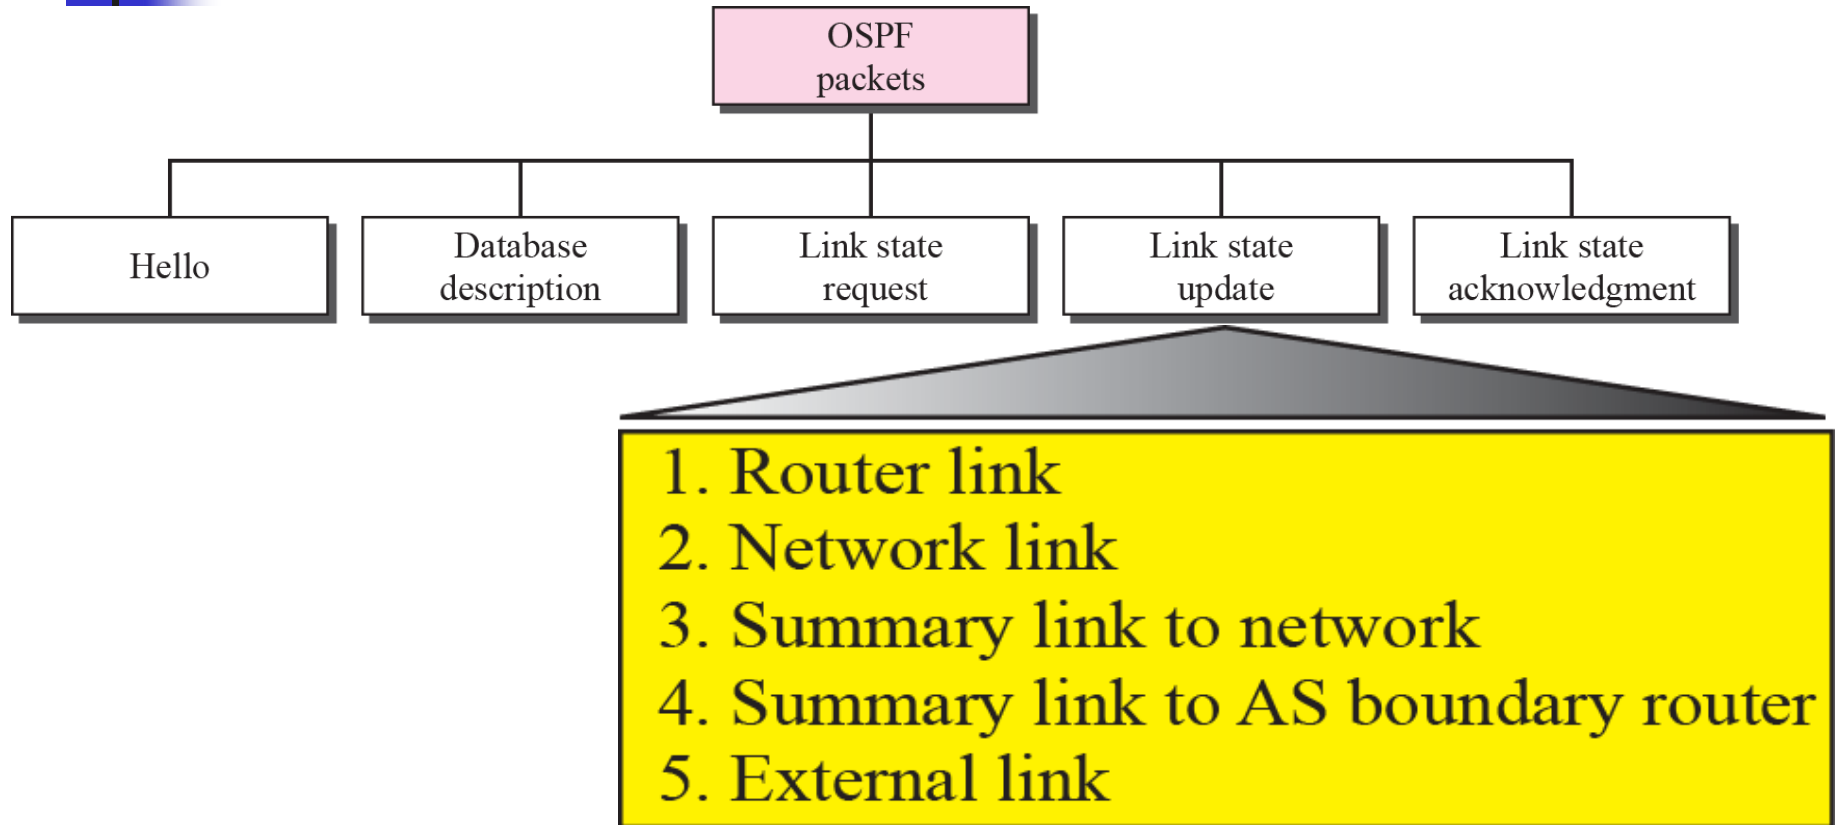 OSPF
packets
Hello
Database
description
Link state
request
Link state
update
Link state
acknowledgment
1. Router link
2. Network link
3. Summary link to network
4. Summary link to AS boundary router
5. External link